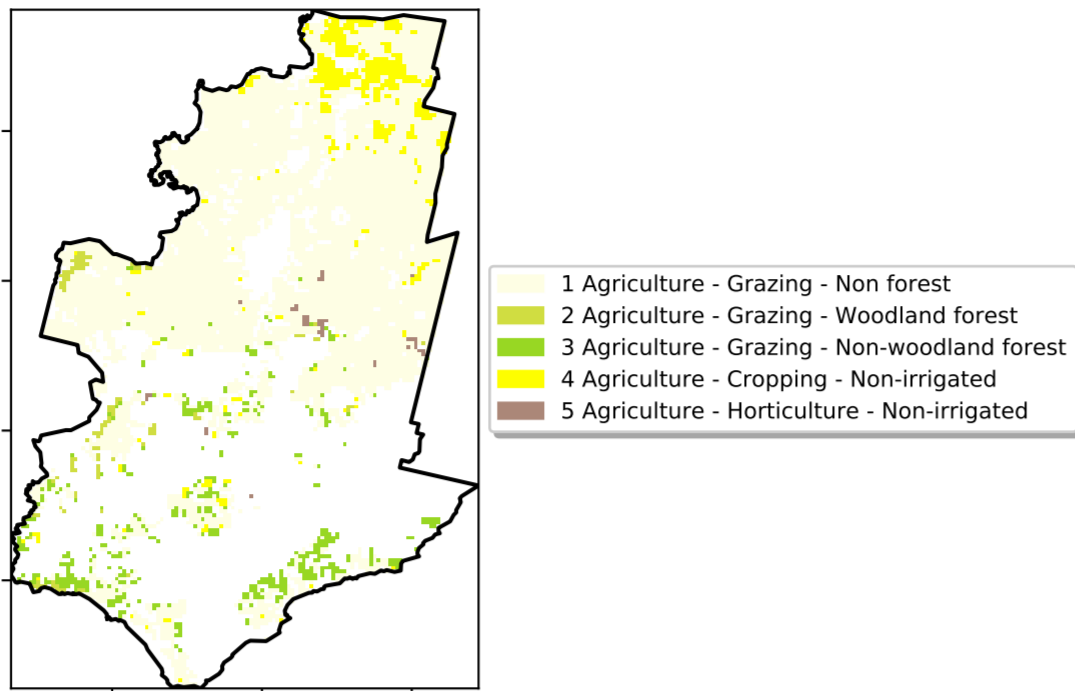 1 Agriculture - Grazing - Non forest
2 Agriculture - Grazing - Woodland forest
3 Agriculture - Grazing - Non-woodland forest
4 Agriculture - Cropping - Non-irrigated
5 Agriculture - Horticulture - Non-irrigated